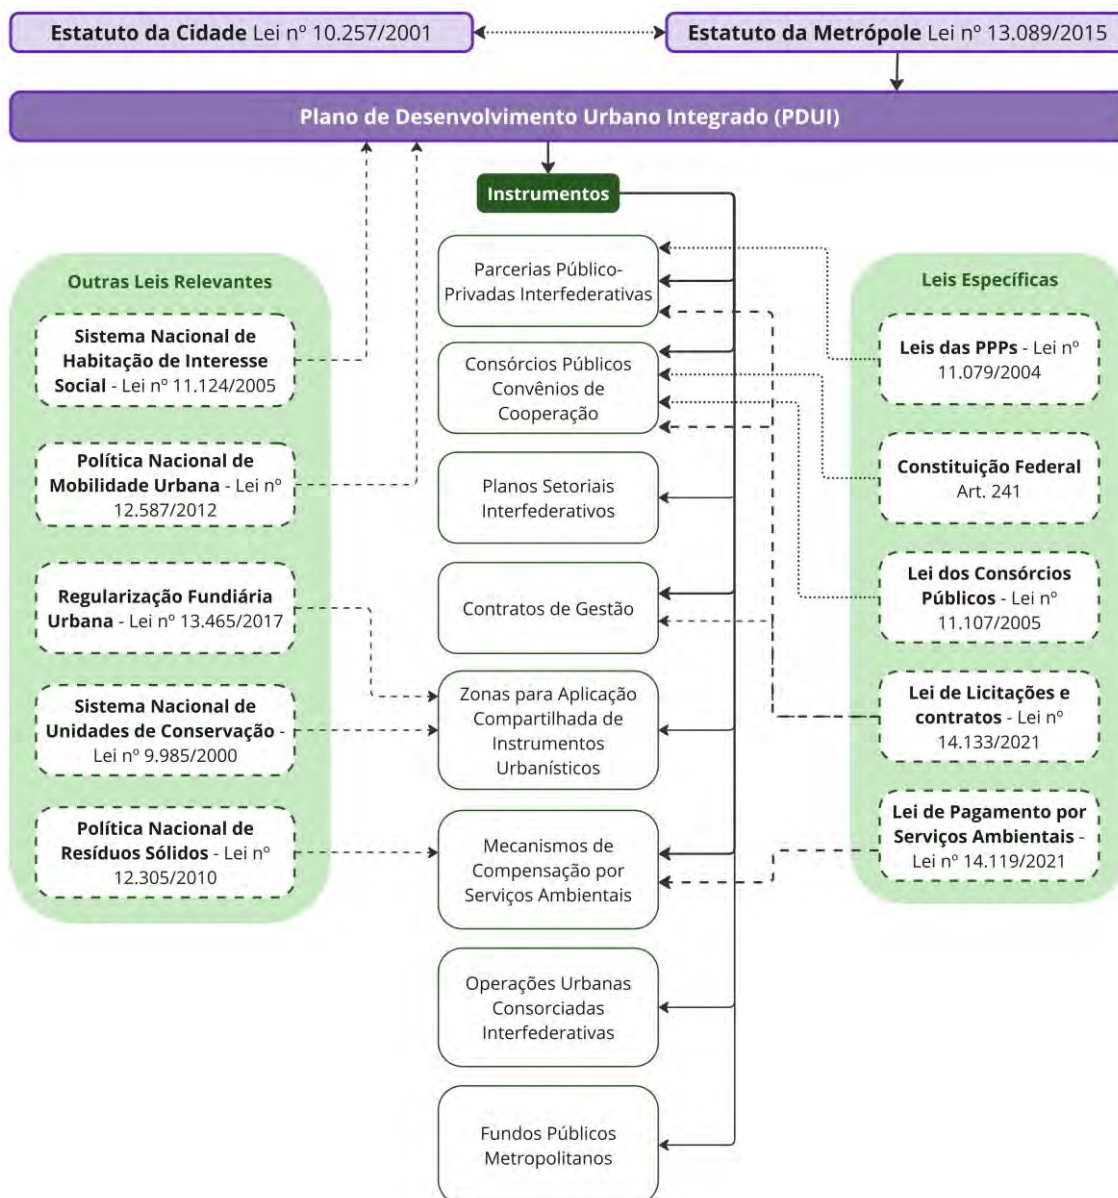 Estatuto da Cidade Lei nº 10.257/2001
Estatuto da Metrópole Lei nº 13.089/2015
Plano de Desenvolvimento Urbano Integrado (PDUI)
Instrumentos
Outras Leis Relevantes
Sistema Nacional de
Habitação de Interesse
Social - Lei nº 11.124/2005
Política Nacional de
Mobilidade Urbana - Lei nº
12.587/2012
Regularização Fundiária
Urbana - Lei nº 13.465/2017
Sistema Nacional de
Unidades de Conservação -
Lei nº 9.985/2000
Política Nacional de
Resíduos Sólidos - Lei nº
12.305/2010
Parcerias Público-
Privadas Interfederativas
Consórcios Públicos
Convênios de
Cooperação
Planos Setoriais
Interfederativos
Contratos de Gestão
Zonas para Aplicação
Compartilhada de
Instrumentos
Urbanísticos
Mecanismos de
Compensação por
Serviços Ambientais
Operações Urbanas
Consorciadas
Interfederativas
Fundos Públicos
Metropolitanos
Leis Específicas
Leis das PPPs - Lei nº
11.079/2004
Constituição Federal
Art. 241
Lei dos Consórcios
Públicos - Lei nº
11.107/2005
Lei de Licitações e
contratos - Lei nº
14.133/2021
Lei de Pagamento por
Serviços Ambientais -
Lei nº 14.119/2021